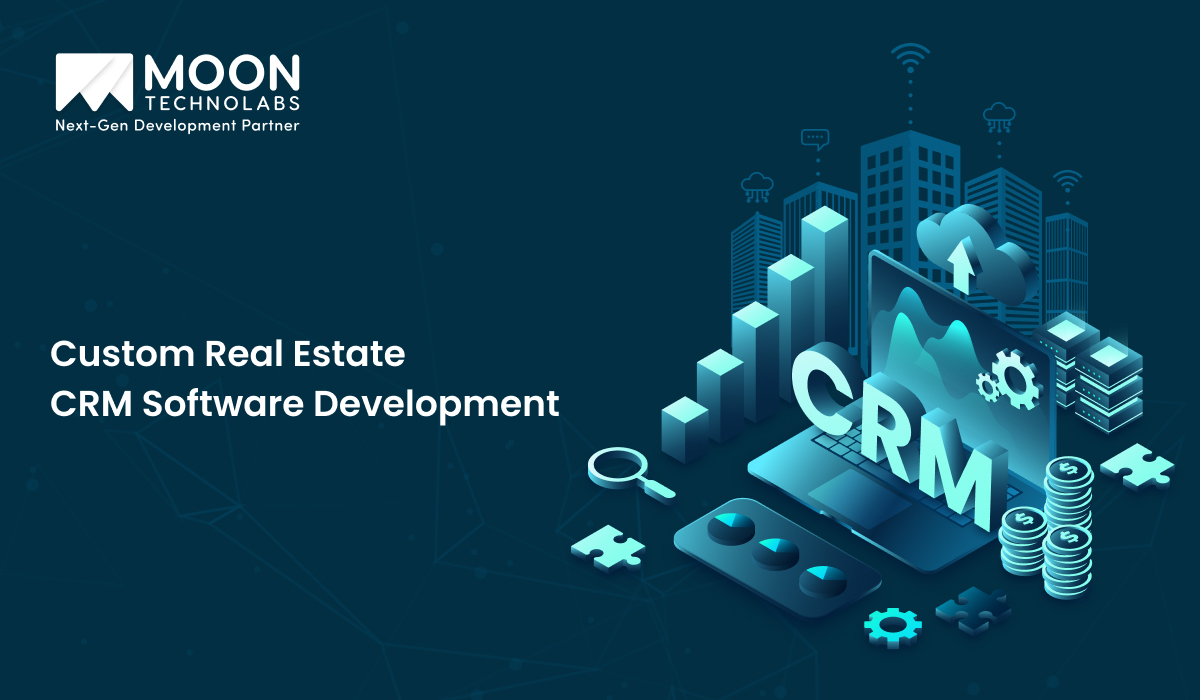 MOON
TECHNOLABS
Next-Gen Development Partner
Custom Real Estate
CRM Software Development
CRM
$
$
$